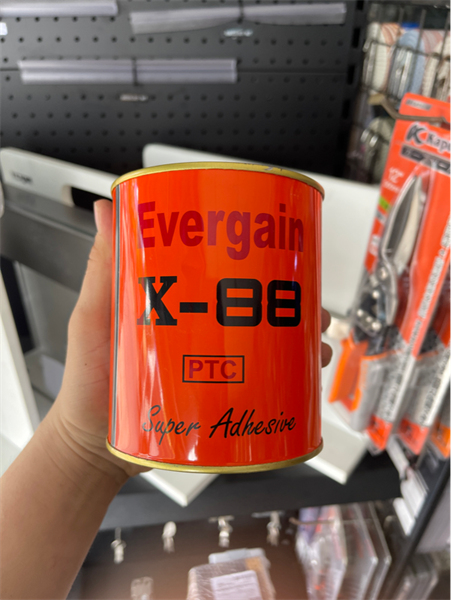 Evergain
X-88
PTC
Super Adhesive